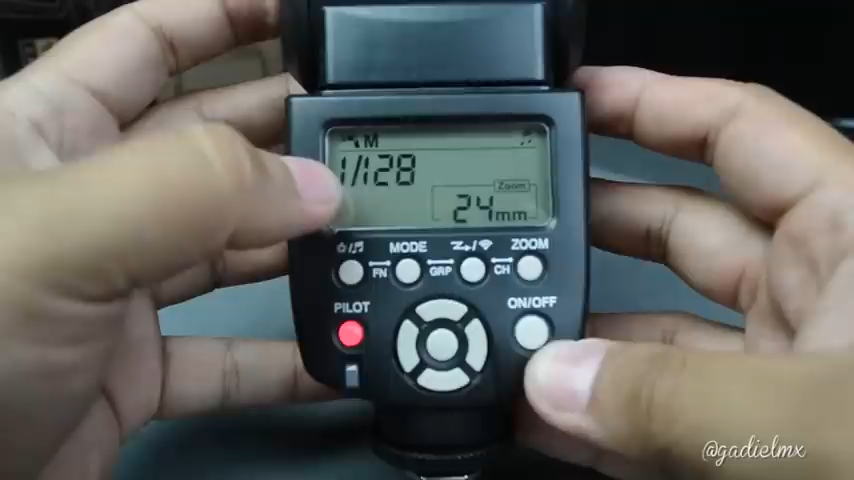 M
1/128
Zoom
24mm
MODE
ZOOM
FN
GRP
CH
PILOT
ON/OFF
@gadielmx